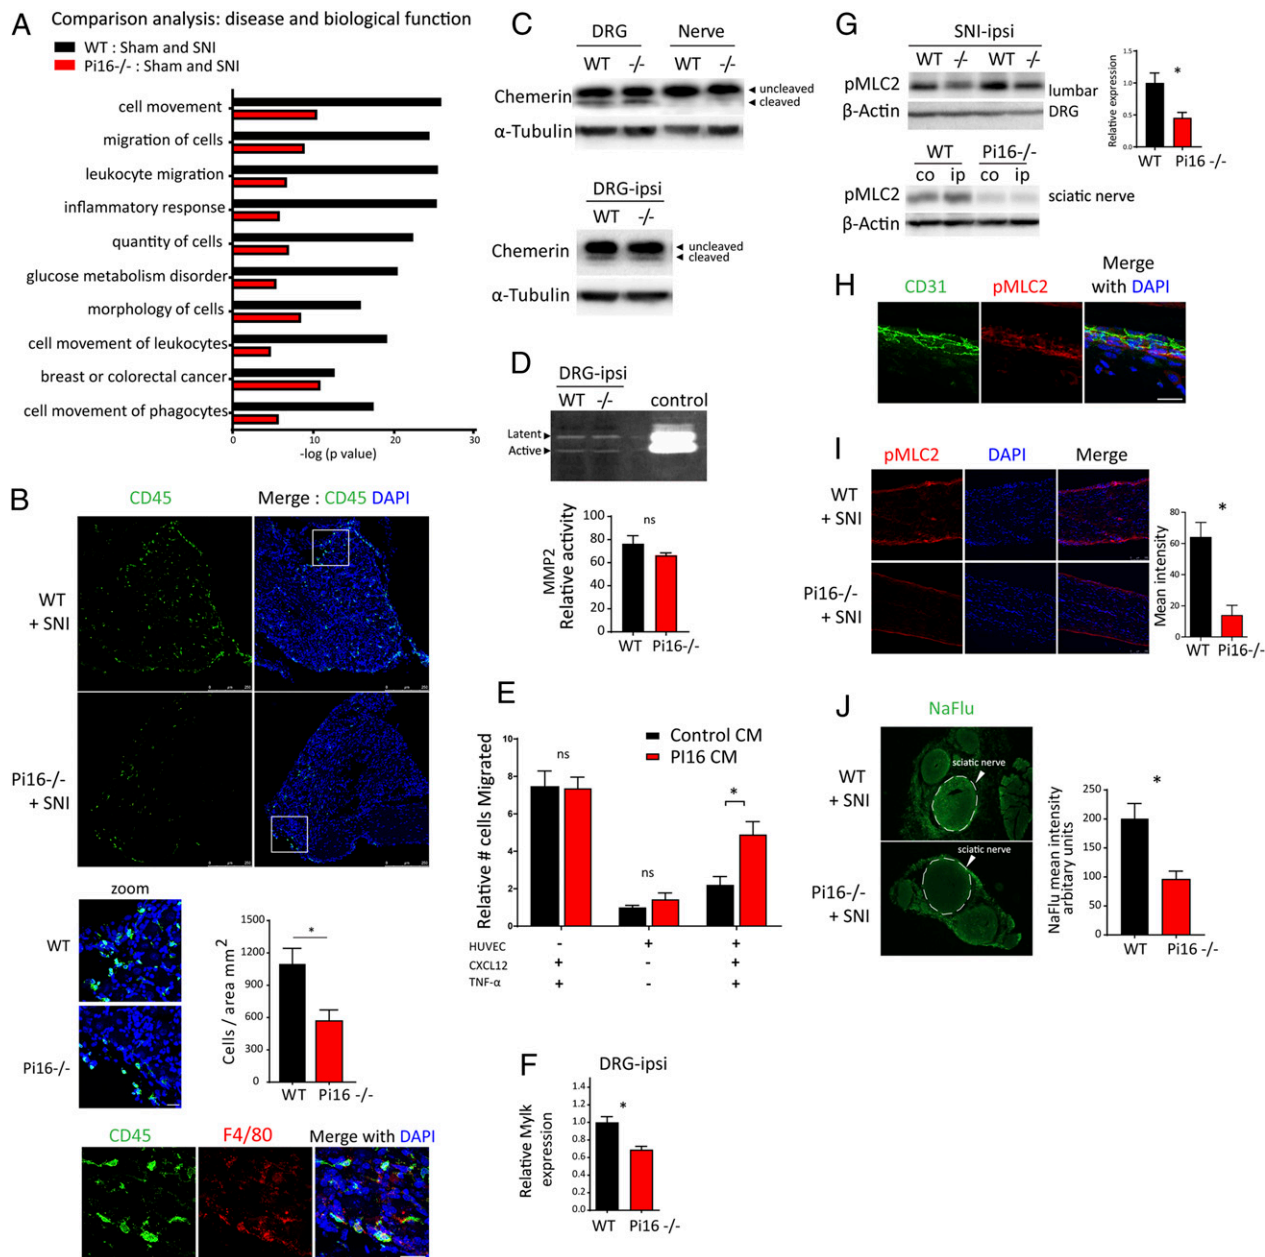 A
Comparison analysis: disease and biological function
WT : Sham and SNI
Pi16-/- : Sham and SNI
cell movement
migration of cells
leukocyte migration
inflammatory response
quantity of cells
glucose metabolism disorder
morphology of cells
cell movement of leukocytes
breast or colorectal cancer
cell movement of phagocytes
0 10 20 30
-log (p value)
B
CD45 Merge : CD45 DAPI
WT
+ SNI
Pi16-/-
+ SNI
zoom
WT
Pi16-/-
1500
1200
900
600
300
0
Cells / area mm2
*
WT Pi16 -/-
CD45 F4/80 Merge with DAPI
C
DRG Nerve
WT -/- WT -/-
Chemerin
uncleaved
cleaved
α-Tubulin
DRG-ipsi
WT -/-
Chemerin
uncleaved
cleaved
α-Tubulin
D
DRG-ipsi
WT -/- control
Latent
Active
100
80
60
40
20
0
MMP2
Relative activity
ns
WT Pi16-/-
E
Control CM
PI16 CM
10
8
6
4
2
0
Relative # cells Migrated
ns
ns
*
HUVEC - + +
CXCL12 + - +
TNF-α + - +
F
DRG-ipsi
1.4
1.2
1.0
0.8
0.6
0.4
0.2
0.0
Relative Mylk
expression
*
WT Pi16 -/-
G
SNI-ipsi
WT -/- WT -/-
pMLC2
β-Actin
lumbar
DRG
1.5
1.0
0.5
0.0
Relative expression
*
WT Pi16 -/-
WT Pi16-/-
co ip co ip
pMLC2
sciatic nerve
β-Actin
H
CD31 pMLC2 Merge
with DAPI
I
pMLC2 DAPI Merge
WT
+ SNI
Pi16-/-
+ SNI
80
60
40
20
0
Mean intensity
*
WT Pi16-/-
J
NaFlu
WT
+ SNI
sciatic nerve
Pi16-/-
+ SNI
sciatic nerve
250
200
150
100
50
0
NaFlu mean intensity
arbitary units
*
WT Pi16 -/-